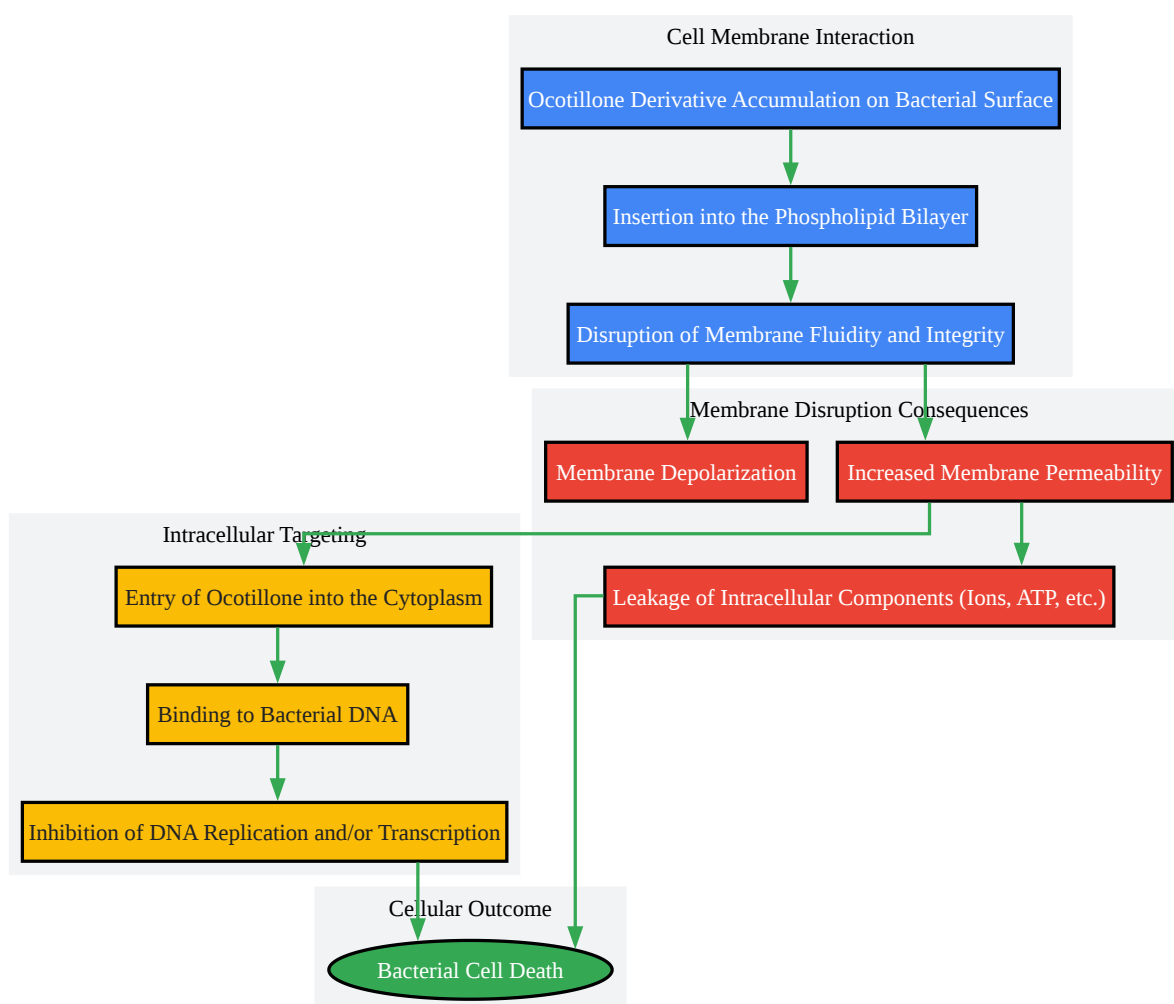 Cell Membrane Interaction
Ocotillone Derivative Accumulation on Bacterial Surface
Insertion into the Phospholipid Bilayer
Disruption of Membrane Fluidity and Integrity
Membrane Disruption Consequences
Membrane Depolarization
Increased Membrane Permeability
Intracellular Targeting
Entry of Ocotillone into the Cytoplasm
Leakage of Intracellular Components (Ions, ATP, etc.)
Binding to Bacterial DNA
Inhibition of DNA Replication and/or Transcription
Cellular Outcome
Bacterial Cell Death